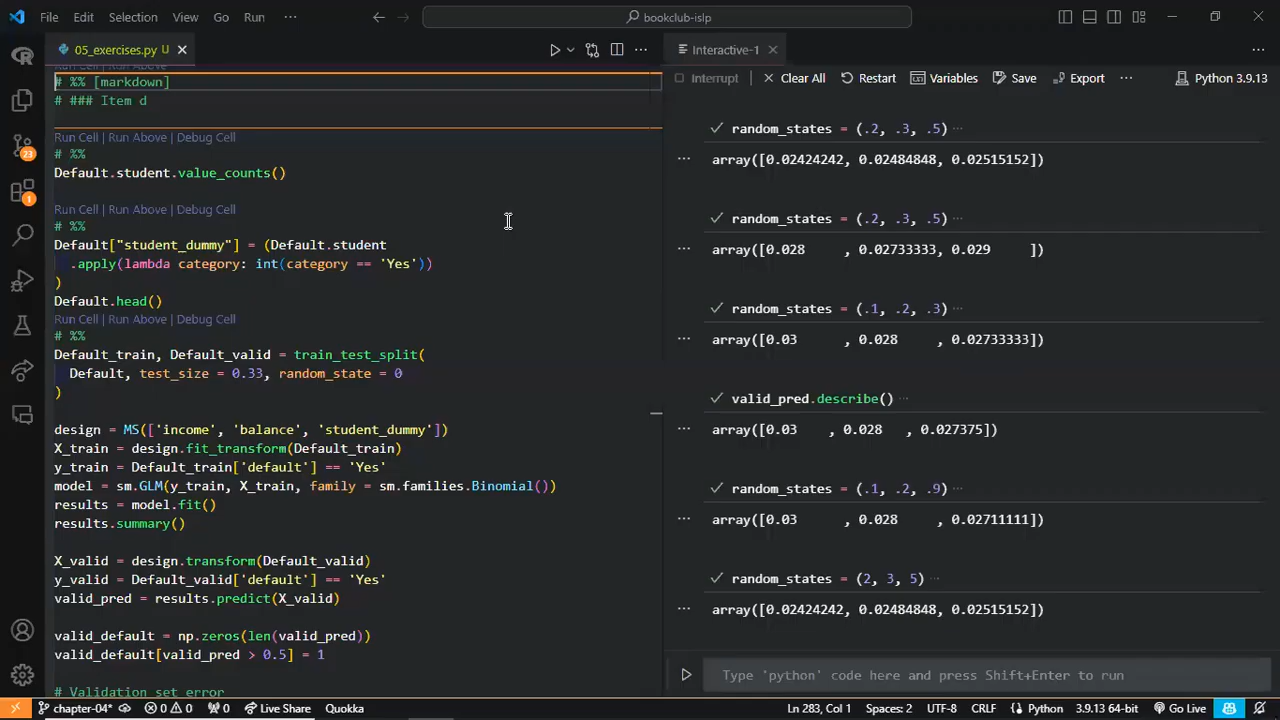 File Edit Selection View Go Run ··· bookclub-islp
05_exercises.py U
Interactive-1
Interrupt Clear All Restart Variables Save Export ··· Python 3.9.13
Run Cell | Run Above | Debug Cell
# %% [markdown]
# ### Item d
Run Cell | Run Above | Debug Cell
# %%
Default.student.value_counts()
Run Cell | Run Above | Debug Cell
# %%
Default["student_dummy"] = (Default.student
.apply(lambda category: int(category == 'Yes'))
)
Default.head()
Run Cell | Run Above | Debug Cell
# %%
Default_train, Default_valid = train_test_split(
Default, test_size = 0.33, random_state = 0
)
design = MS(['income', 'balance', 'student_dummy'])
X_train = design.fit_transform(Default_train)
y_train = Default_train['default'] == 'Yes'
model = sm.GLM(y_train, X_train, family = sm.families.Binomial())
results = model.fit()
results.summary()
X_valid = design.transform(Default_valid)
y_valid = Default_valid['default'] == 'Yes'
valid_pred = results.predict(X_valid)
valid_default = np.zeros(len(valid_pred))
valid_default[valid_pred > 0.5] = 1
# Validation set error
random_states = (.2, .3, .5) ···
array([0.02424242, 0.02484848, 0.02515152])
random_states = (.2, .3, .5) ···
array([0.028 , 0.02733333, 0.029 ])
random_states = (.1, .2, .3) ···
array([0.03 , 0.028 , 0.02733333])
valid_pred.describe() ···
array([0.03 , 0.028 , 0.027375])
random_states = (.1, .2, .9) ···
array([0.03 , 0.028 , 0.02711111])
random_states = (2, 3, 5) ···
array([0.02424242, 0.02484848, 0.02515152])
Type 'python' code here and press Shift+Enter to run
23
1
chapter-04* 0 0 0 Live Share Quokka Ln 283, Col 1 Spaces: 2 UTF-8 CRLF Python 3.9.13 64-bit Go Live